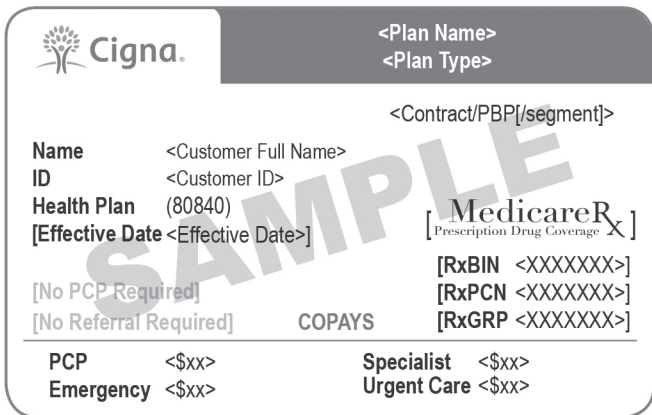 Cigna®
<Plan Name>
<Plan Type>
<Contract/PBP[/segment]>
Name <Customer Full Name>
ID <Customer ID>
Health Plan (80840)
[Effective Date <Effective Date>]
[MedicareRx
Prescription Drug Coverage]
[RxBIN <XXXXXXX>]
[No PCP Required] [RxPCN <XXXXXXX>]
[No Referral Required] COPAYS [RxGRP <XXXXXXX>]
PCP <$xx> Specialist <$xx>
Emergency <$xx> Urgent Care <$xx>
SAMPLE